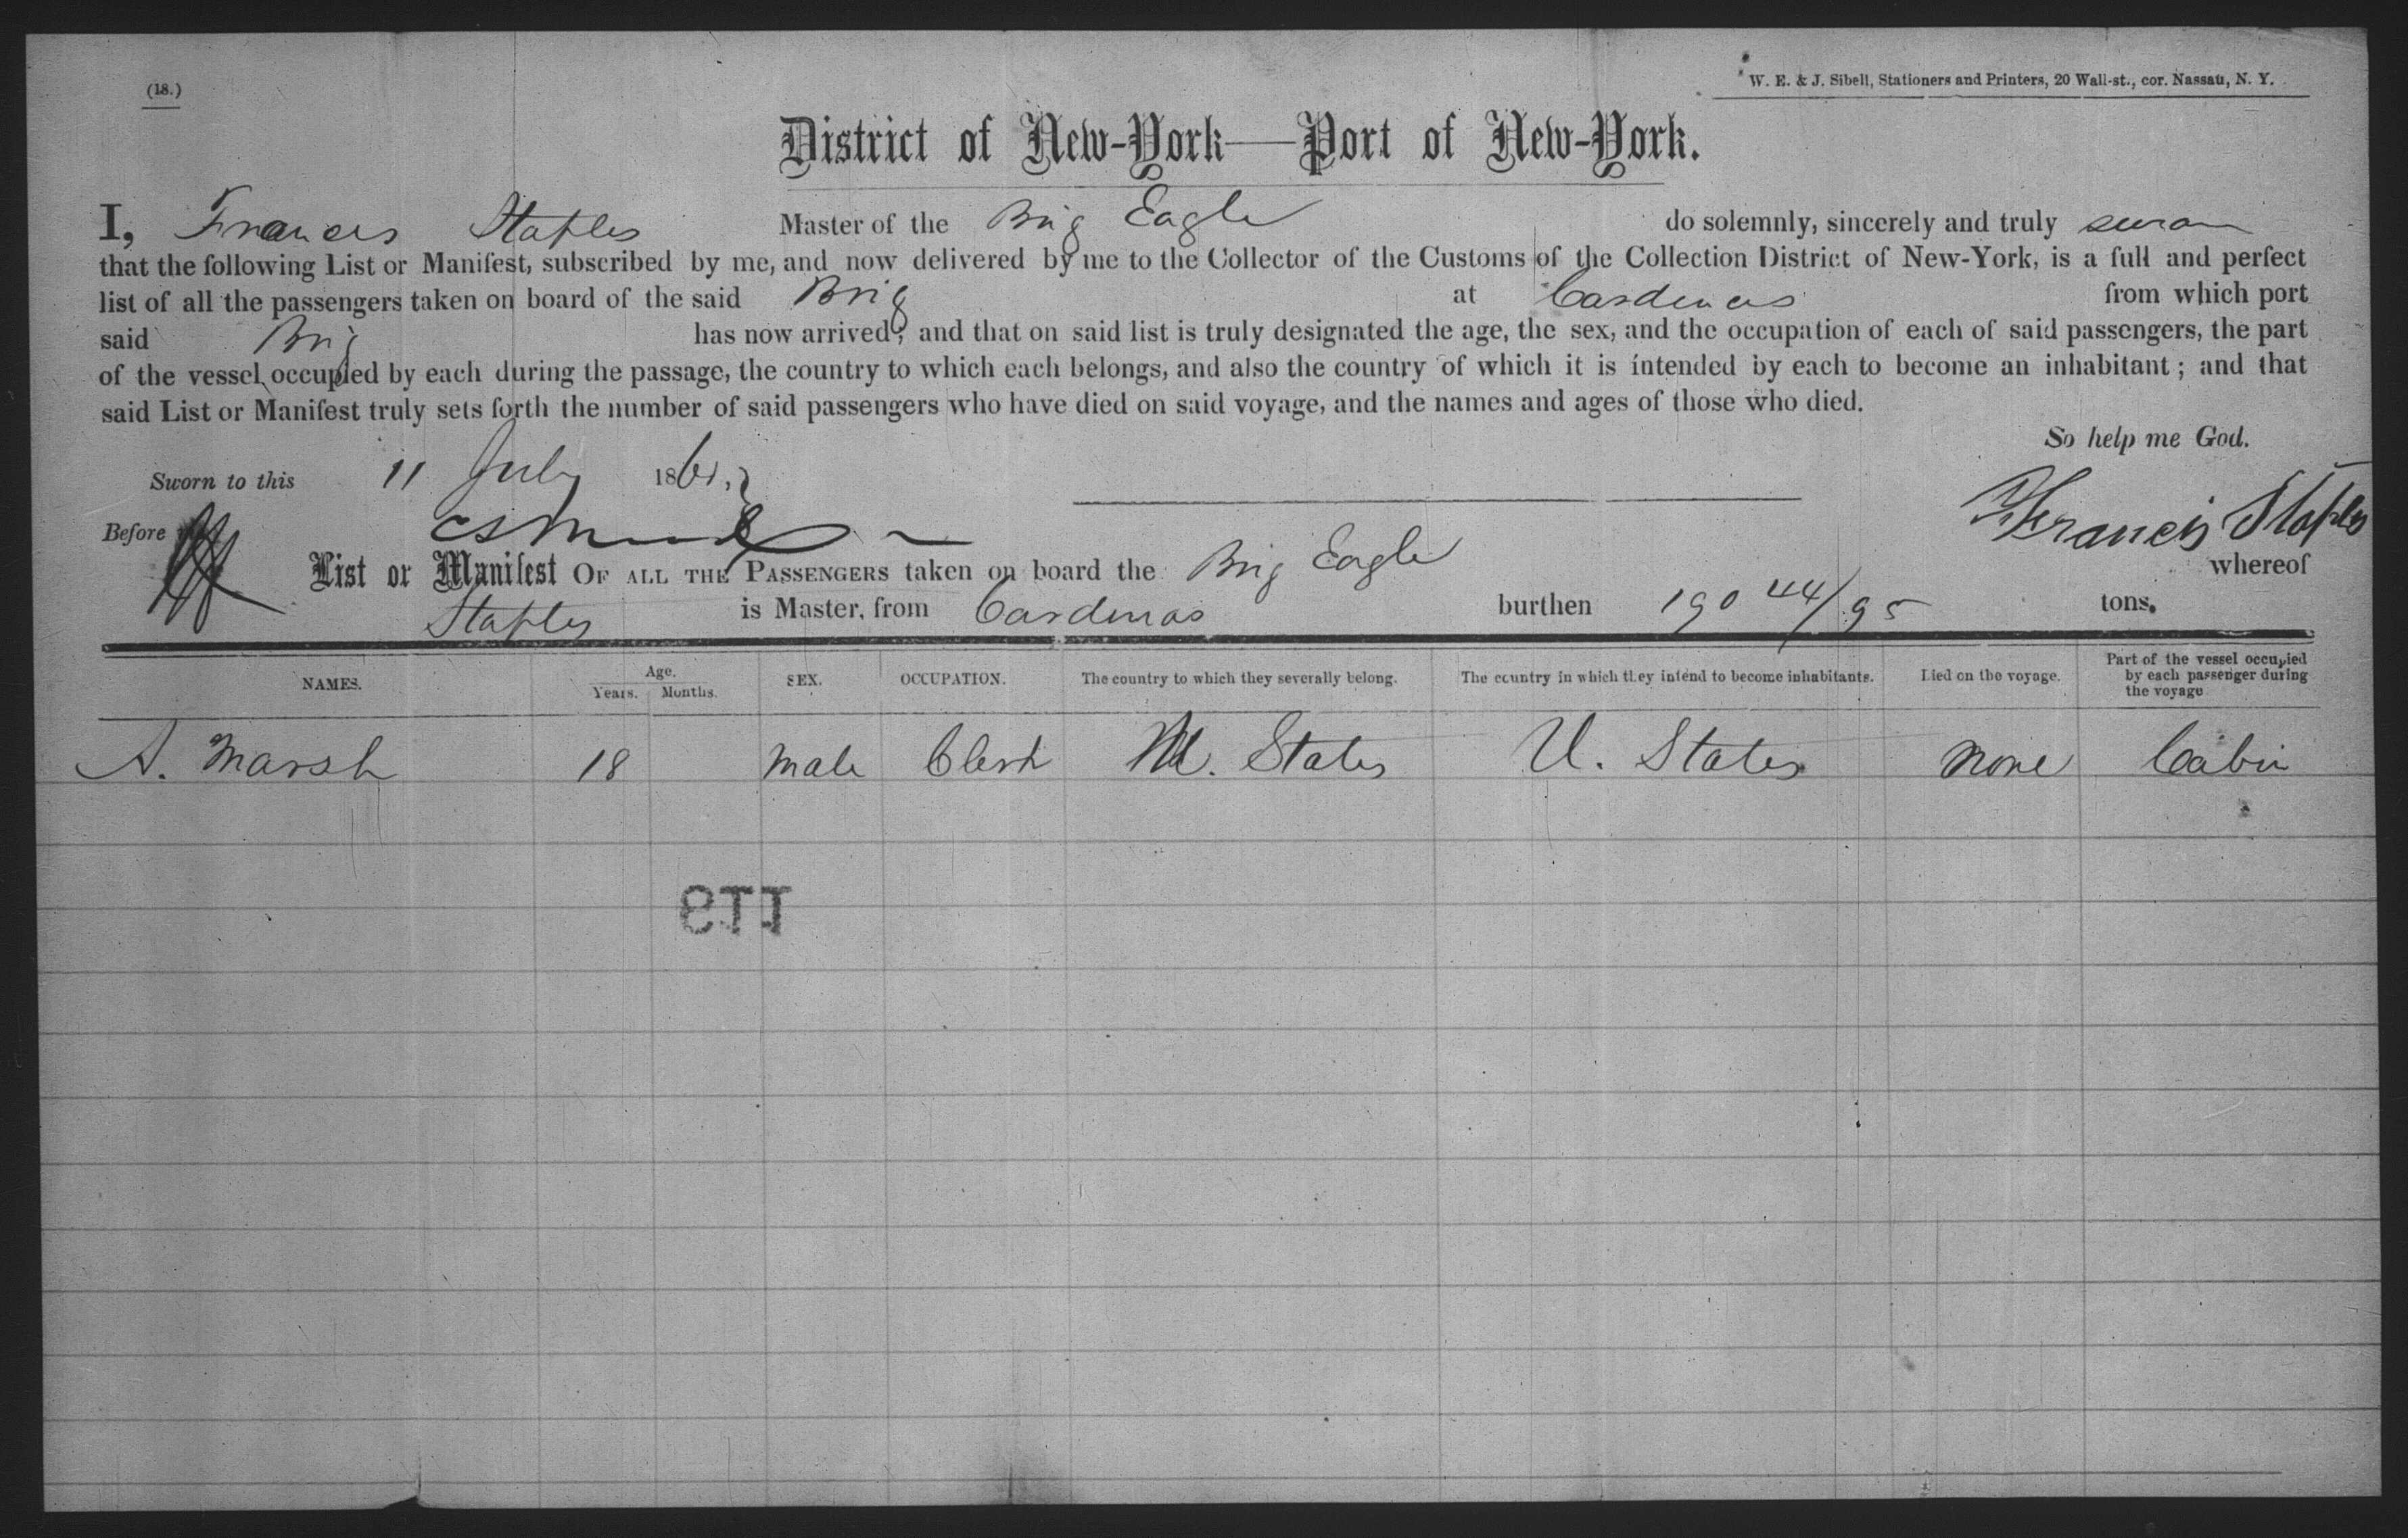 (18.)
W. E. & J. Sibell, Stationers and Printers, 20 Wall-st., cor. Nassau, N. Y.
District of New-York—Port of New-York.
I, Francis Staples Master of the Brig Eagle do solemnly, sincerely and truly swear
that the following List or Manifest, subscribed by me, and now delivered by me to the Collector of the Customs of the Collection District of New-York, is a full and perfect
list of all the passengers taken on board of the said Brig at Cardenas from which port
said Brig has now arrived; and that on said list is truly designated the age, the sex, and the occupation of each of said passengers, the part
of the vessel occupied by each during the passage, the country to which each belongs, and also the country of which it is intended by each to become an inhabitant; and that
said List or Manifest truly sets forth the number of said passengers who have died on said voyage, and the names and ages of those who died.
So help me God.
Sworn to this 11 July 1861,
Francis Staples
Before
List or Manifest OF ALL THE PASSENGERS taken on board the Brig Eagle whereof
Staples is Master, from Cardenas burthen 190 44/95 tons.
NAMES. Age. Years. Months. SEX. OCCUPATION. The country to which they severally belong. The country in which they intend to become inhabitants. Died on the voyage. Part of the vessel occupied by each passenger during the voyage
A. Marsh 18 Male Clerk U. States U. States None Cabin
119